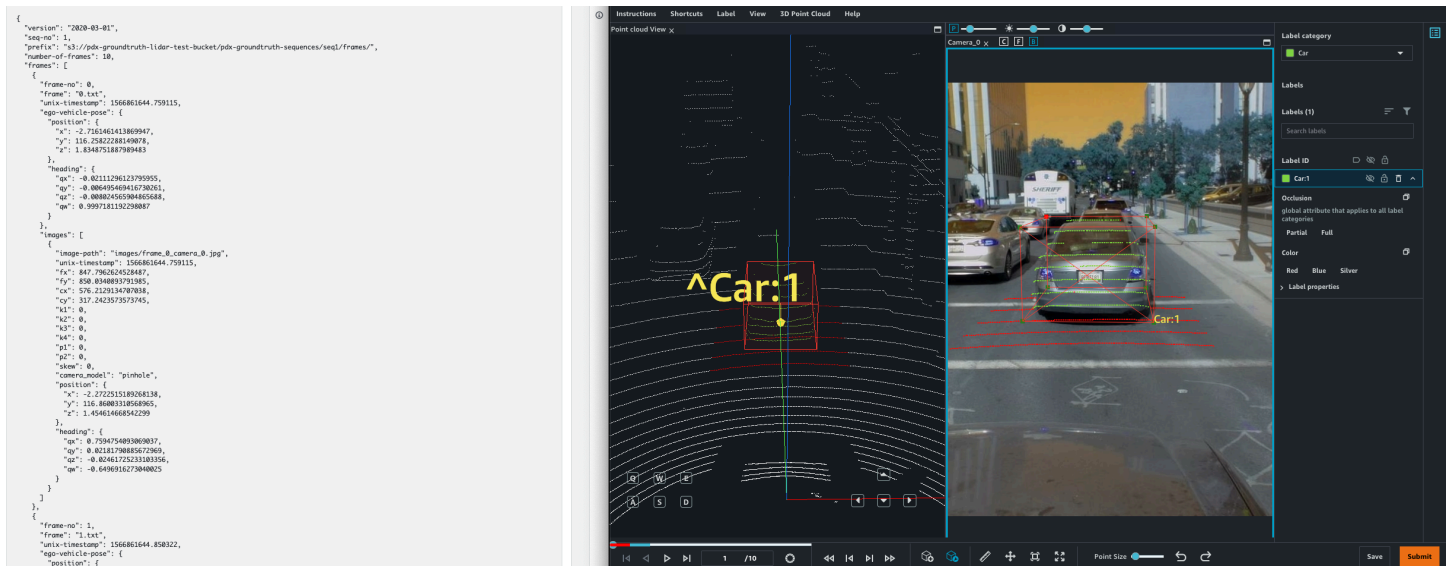 {
"version": "2020-03-01",
"seq-no": 1,
"prefix": "s3://pdx-groundtruth-lidar-test-bucket/pdx-groundtruth-sequences/seq1/frames/",
"number-of-frames": 10,
"frames": [
{
"frame-no": 0,
"frame": "0.txt",
"unix-timestamp": 1566861644.759115,
"ego-vehicle-pose": {
"position": {
"x": -2.7161461413869947,
"y": 116.25822288149078,
"z": 1.8348751887989483
},
"heading": {
"qx": -0.02111296123795955,
"qy": -0.006495469416730261,
"qz": -0.008024565904865688,
"qw": 0.9997181192298087
}
},
"images": [
{
"image-path": "images/frame_0_camera_0.jpg",
"unix-timestamp": 1566861644.759115,
"fx": 847.7962624528487,
"fy": 850.0340893791985,
"cx": 576.2129134707038,
"cy": 317.2423573573745,
"k1": 0,
"k2": 0,
"k3": 0,
"k4": 0,
"p1": 0,
"p2": 0,
"skew": 0,
"camera_model": "pinhole",
"position": {
"x": -2.2722515189268138,
"y": 116.86003310568965,
"z": 1.454614668542299
},
"heading": {
"qx": 0.7594754093069037,
"qy": 0.02181790885672969,
"qz": -0.02461725233103356,
"qw": -0.6496916273040025
}
}
]
},
{
"frame-no": 1,
"frame": "1.txt",
"unix-timestamp": 1566861644.850322,
"ego-vehicle-pose": {
"position": {
Instructions Shortcuts Label View 3D Point Cloud Help
Point cloud View x
P
Camera_0 x C F B
Label category
Car
Labels
Labels (1)
Search labels
Label ID
Car:1
Occlusion
global attribute that applies to all label
categories
Partial Full
Color
Red Blue Silver
Label properties
SHERIFF
^Car:1
Car:1
Q W E
A S D
1 /10
Point Size
Save Submit